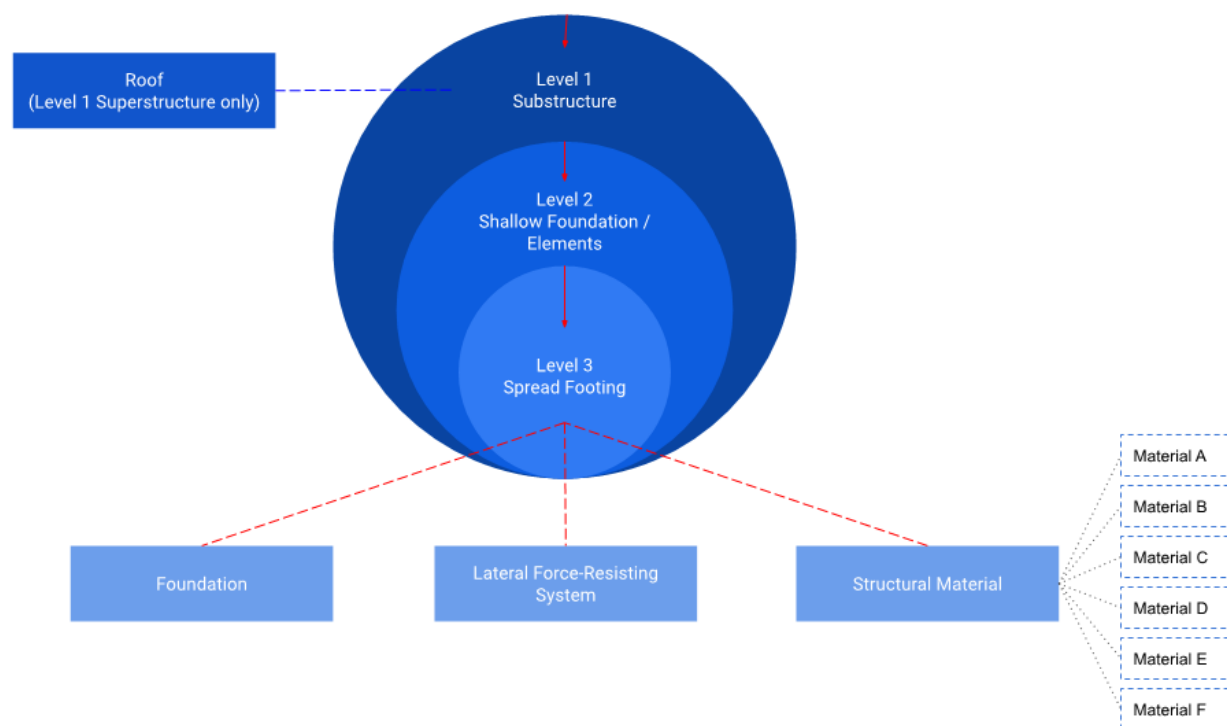 Roof
(Level 1 Superstructure only)
Level 1
Substructure
Level 2
Shallow Foundation /
Elements
Level 3
Spread Footing
Foundation
Lateral Force-Resisting
System
Structural Material
Material A
Material B
Material C
Material D
Material E
Material F